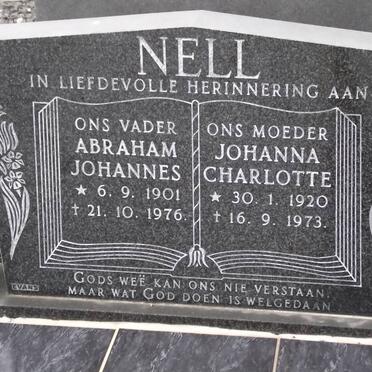 NELL
IN LIEFDEVOLLE HERINNERING AAN
ONS VADER
ABRAHAM
JOHANNES
★ 6. 9. 1901
✝ 21. 10. 1976.
ONS MOEDER
JOHANNA
CHARLOTTE
★ 30. 1. 1920
✝ 16. 9. 1973.
GODS WEË KAN ONS NIE VERSTAAN,
MAAR WAT GOD DOEN IS WELGEDAAN
EVANS